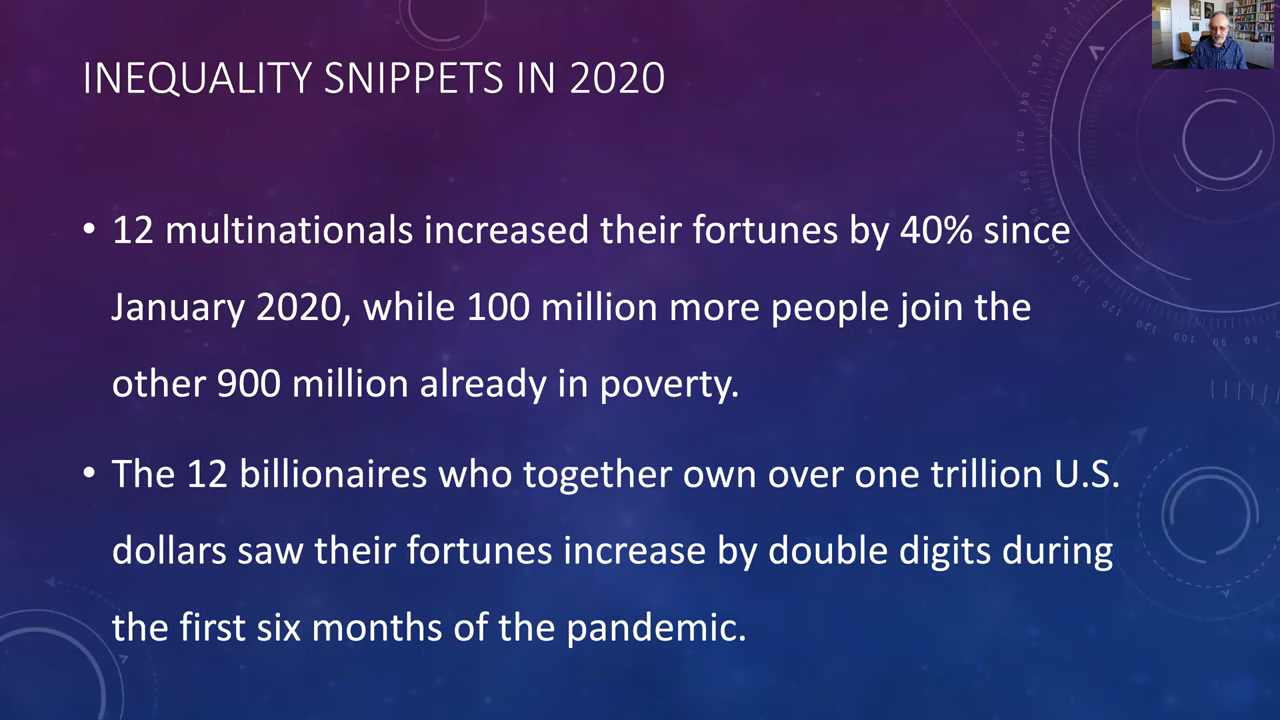 INEQUALITY SNIPPETS IN 2020
• 12 multinationals increased their fortunes by 40% since
January 2020, while 100 million more people join the
other 900 million already in poverty.
• The 12 billionaires who together own over one trillion U.S.
dollars saw their fortunes increase by double digits during
the first six months of the pandemic.